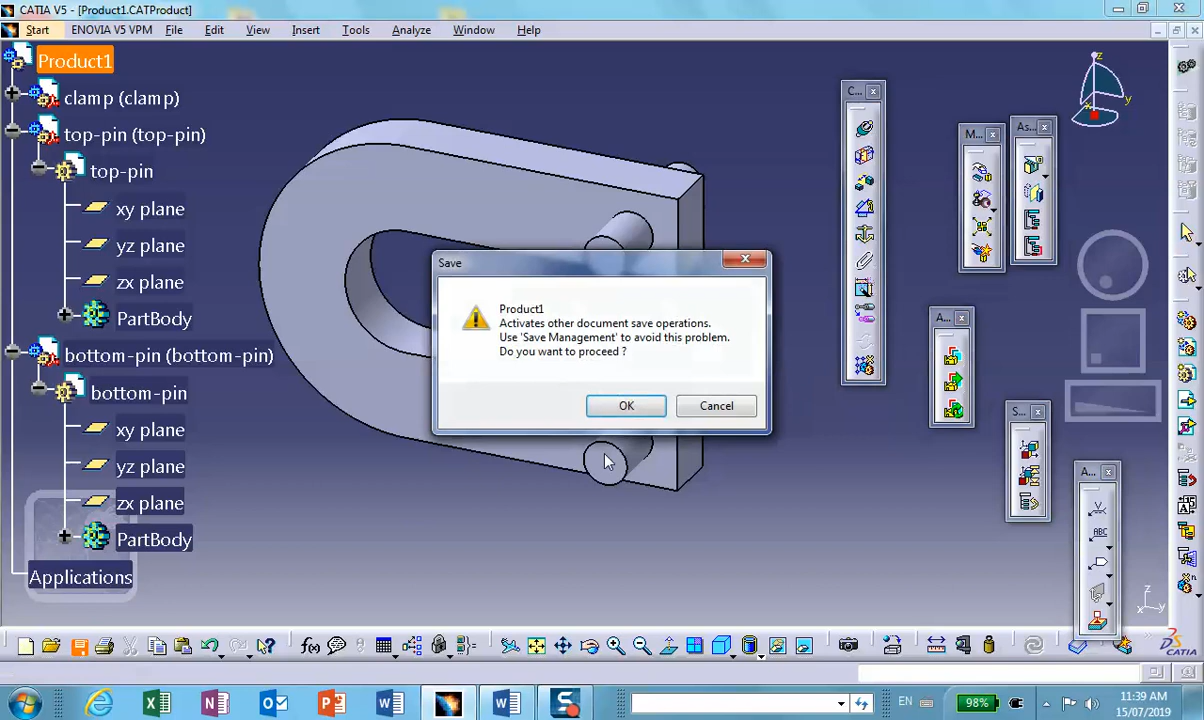 CATIA V5 - [Product1.CATProduct]
Start ENOVIA V5 VPM File Edit View Insert Tools Analyze Window Help
Product1
clamp (clamp)
top-pin (top-pin)
top-pin
xy plane
yz plane
zx plane
PartBody
bottom-pin (bottom-pin)
bottom-pin
xy plane
yz plane
zx plane
PartBody
Applications
Save
Product1
Activates other document save operations.
Use 'Save Management' to avoid this problem.
Do you want to proceed ?
OK Cancel
C...
M...
As...
A...
S...
A...
ABC
z
y
x
z
y
x
f(x)
CATIA
EN
98%
11:39 AM
15/07/2019